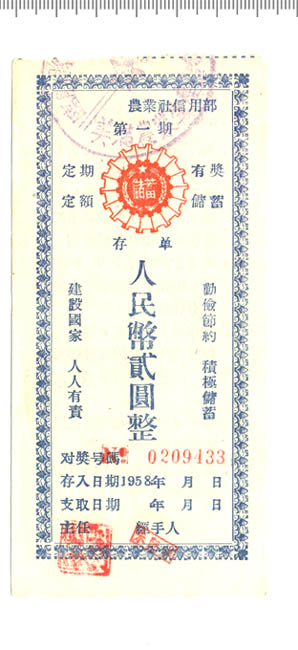 農業社信用部
第一期
定期 有獎
定額 儲蓄
儲蓄
存单
人民幣貳圓整
勤儉節約 積極儲蓄
建設國家 人人有責
对獎号碼 0209433
存入日期1958年 月 日
支取日期 年 月 日
主任 經手人